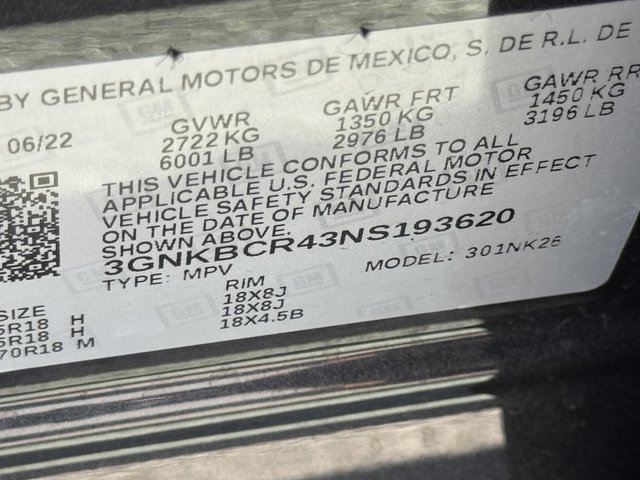 BY GENERAL MOTORS DE MEXICO, S. DE R.L. DE
06/22 GVWR GAWR FRT GAWR RR
2722 KG 1350 KG 1450 KG
6001 LB 2976 LB 3196 LB
THIS VEHICLE CONFORMS TO ALL
APPLICABLE U.S. FEDERAL MOTOR
VEHICLE SAFETY STANDARDS IN EFFECT
ON THE DATE OF MANUFACTURE
SHOWN ABOVE.
3GNKBCR43NS193620
TYPE: MPV MODEL: 301NK26
SIZE RIM
5R18 H 18X8J
5R18 H 18X8J
70R18 M 18X4.5B